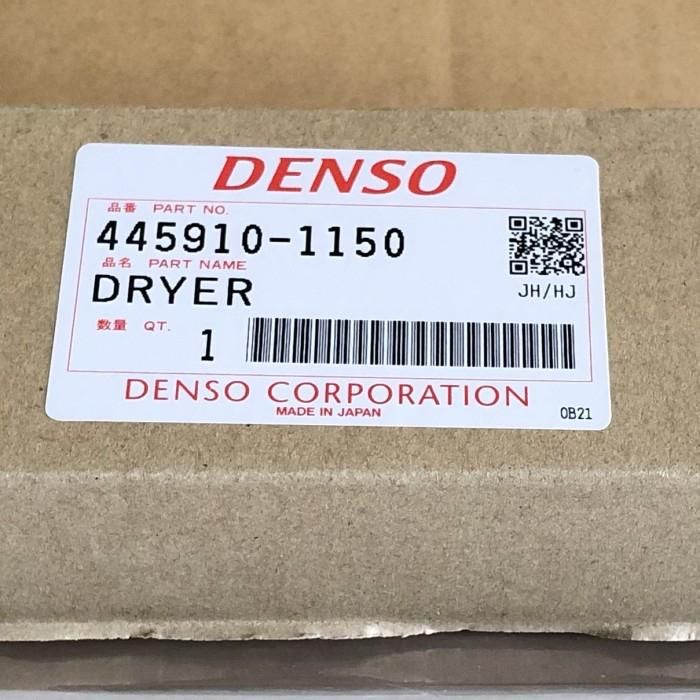 DENSO
品番 PART NO.
445910-1150
品名 PART NAME
DRYER
JH/HJ
数量 QT.
1
DENSO CORPORATION
MADE IN JAPAN
0B21